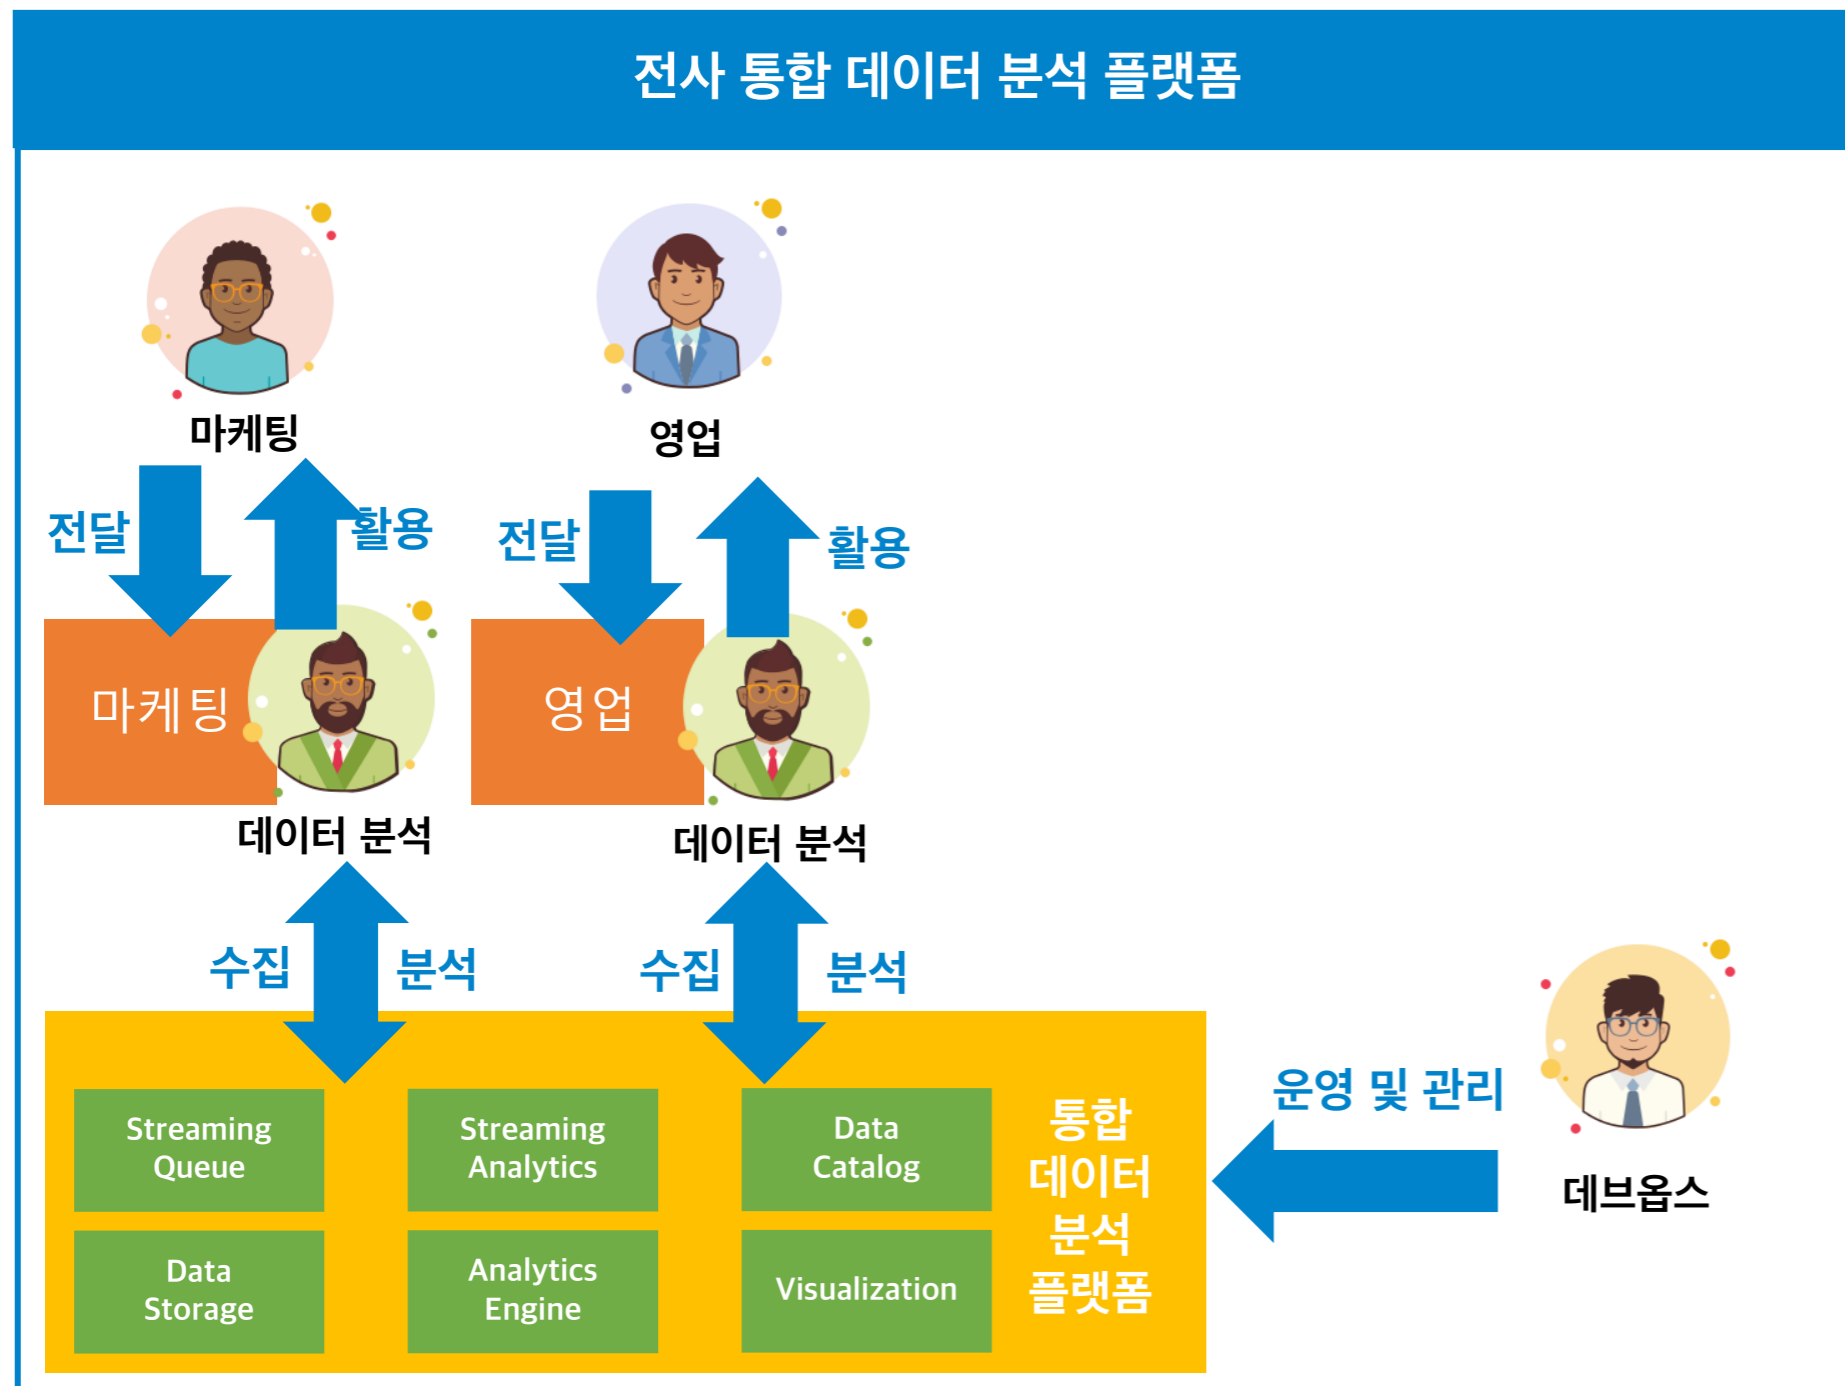 전사 통합 데이터 분석 플랫폼
마케팅
영업
전달
활용
전달
활용
마케팅
영업
데이터 분석
데이터 분석
수집
분석
수집
분석
Streaming
Queue
Streaming
Analytics
Data
Catalog
Data
Storage
Analytics
Engine
Visualization
통합
데이터
분석
플랫폼
운영 및 관리
데브옵스